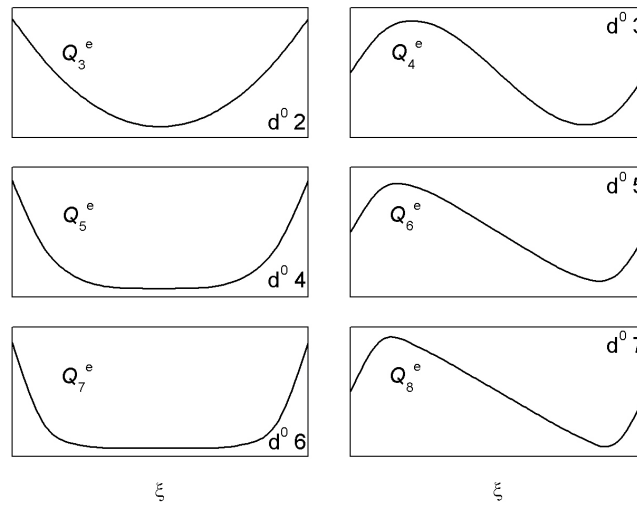 Q₃ᵉ
d⁰ 2
Q₄ᵉ
d⁰ 3
Q₅ᵉ
d⁰ 4
Q₆ᵉ
d⁰ 5
Q₇ᵉ
d⁰ 6
Q₈ᵉ
d⁰ 7
ξ
ξ